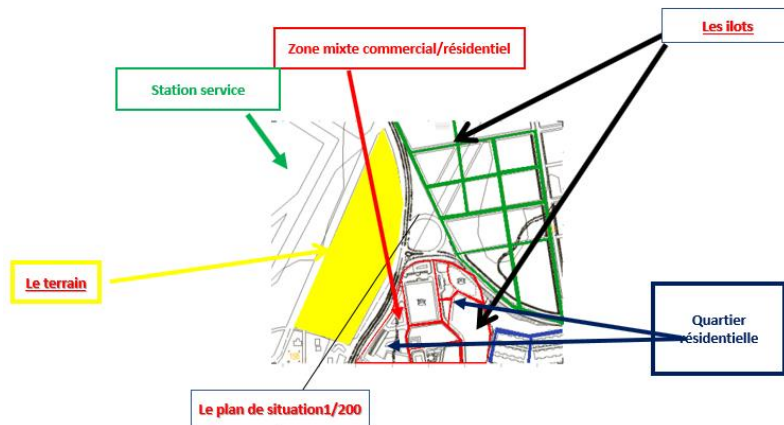 Les ilots
Zone mixte commercial/résidentiel
Station service
Le terrain
Quartier
résidentielle
Le plan de situation1/200